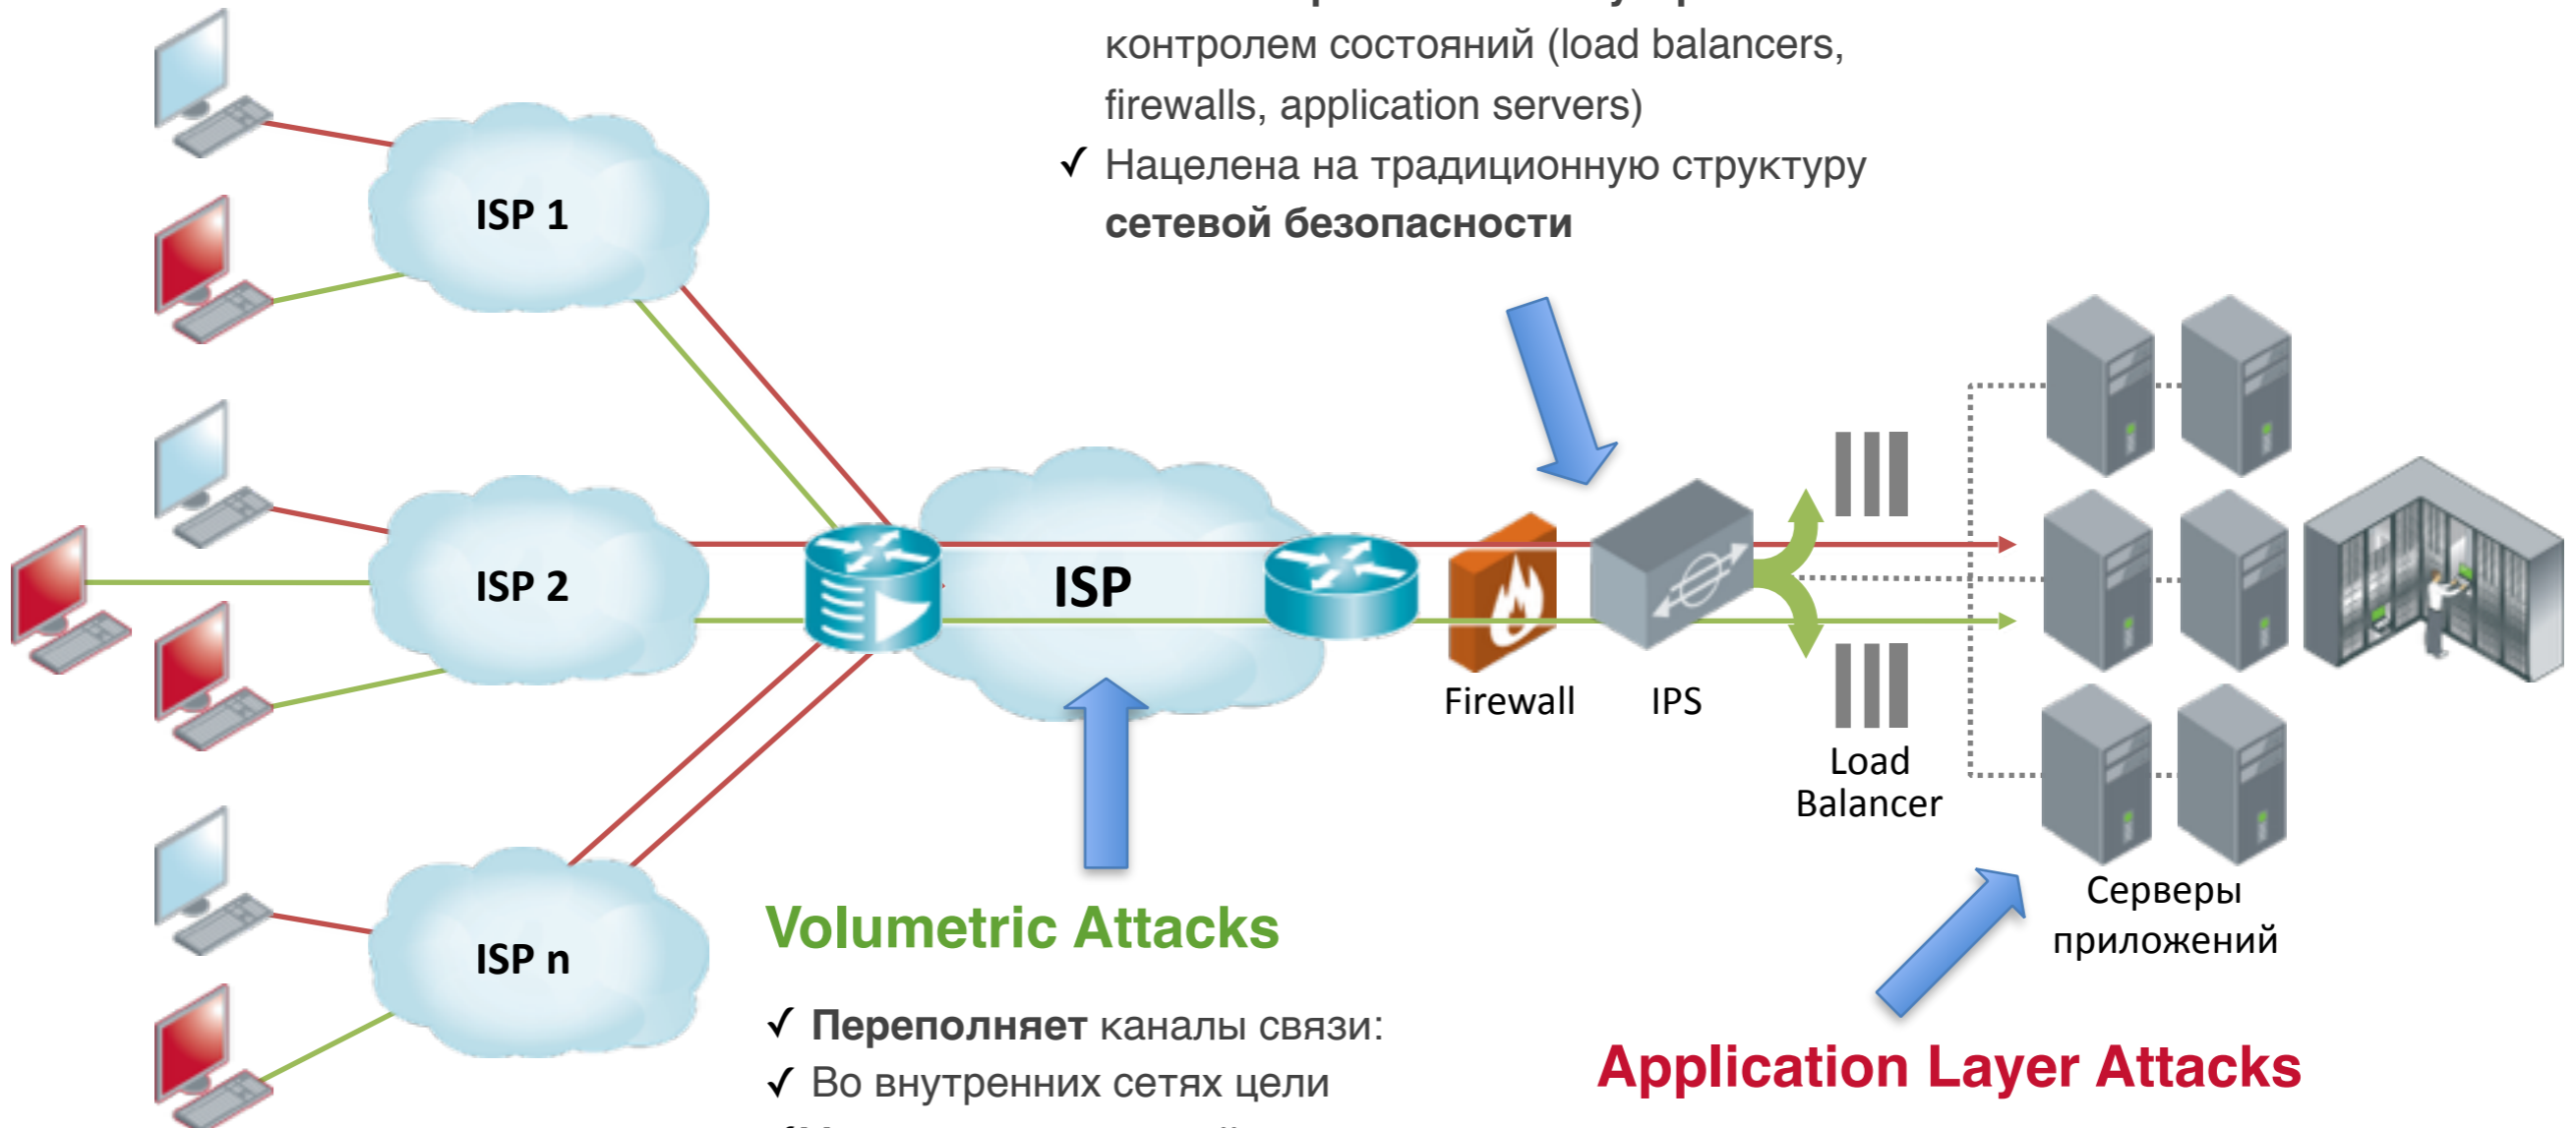 контролем состояний (load balancers,
firewalls, application servers)
✓ Нацелена на традиционную структуру
сетевой безопасности
ISP 1
ISP 2
ISP
ISP n
Firewall
IPS
Load
Balancer
Серверы
приложений
Volumetric Attacks
✓ Переполняет каналы связи:
✓ Во внутренних сетях цели
Application Layer Attacks